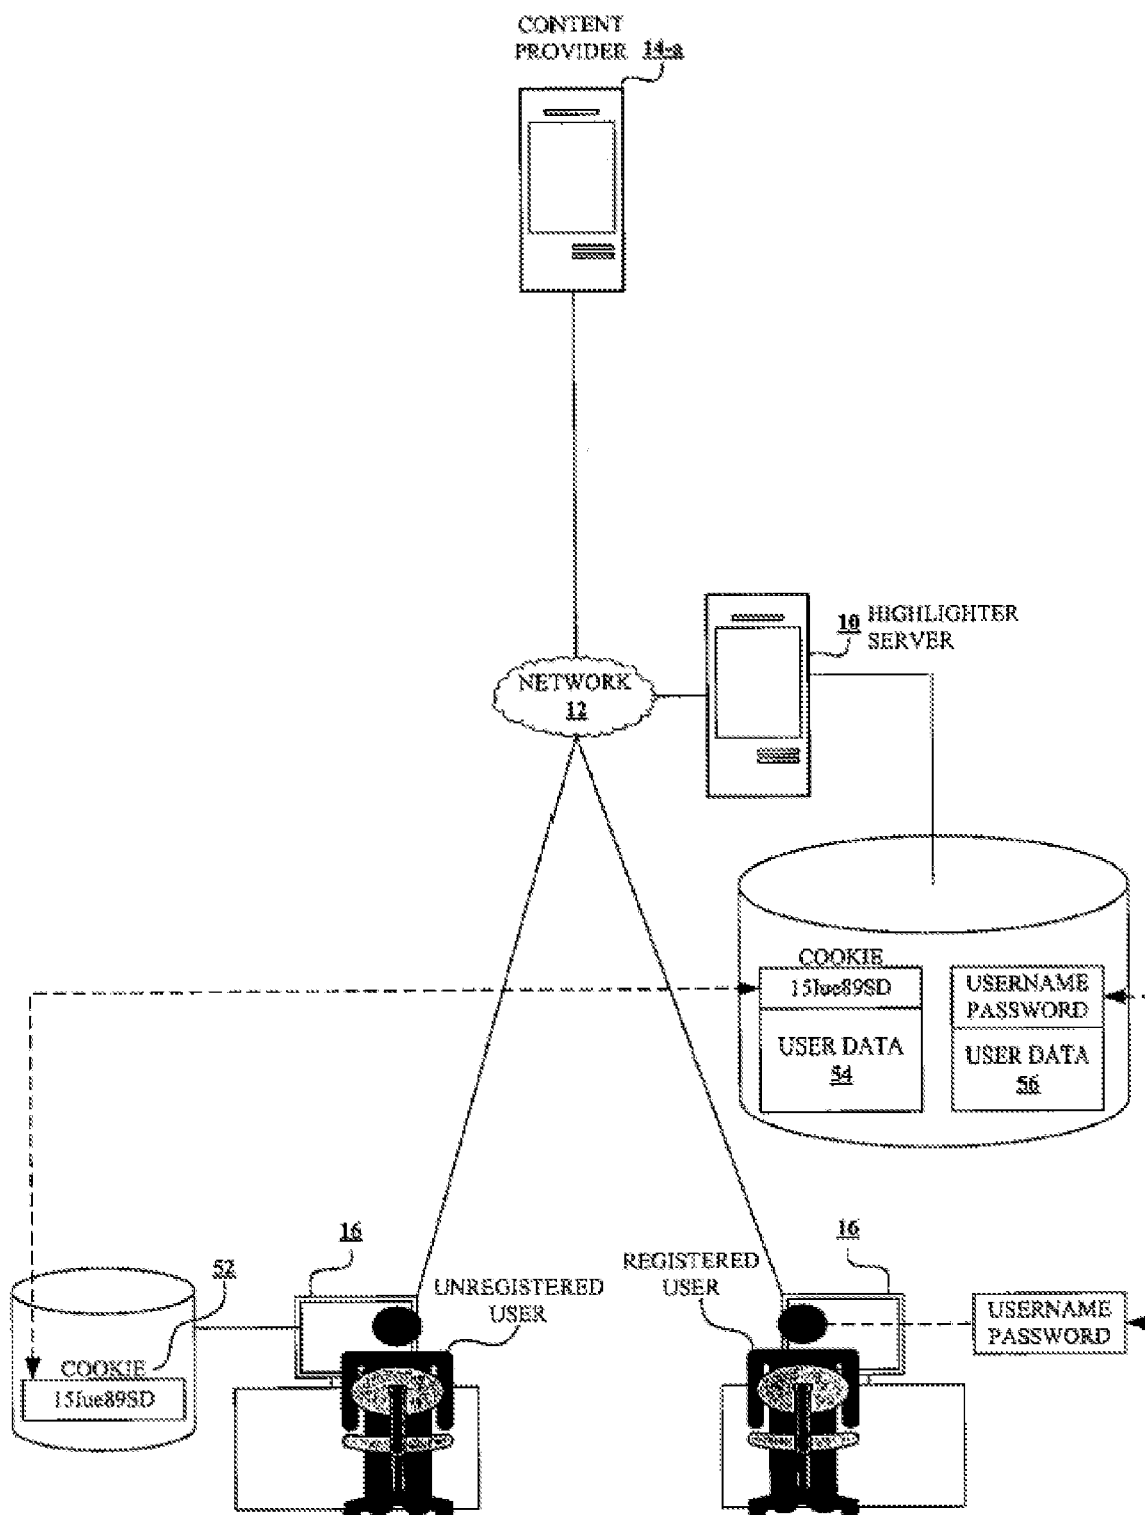 CONTENT
PROVIDER 14-a
10 HIGHLIGHTER
SERVER
NETWORK
12
COOKIE
15Iue89SD
USER DATA
54
USERNAME
PASSWORD
USER DATA
56
16
52
UNREGISTERED
USER
REGISTERED
USER
16
USERNAME
PASSWORD
COOKIE
15Iue89SD